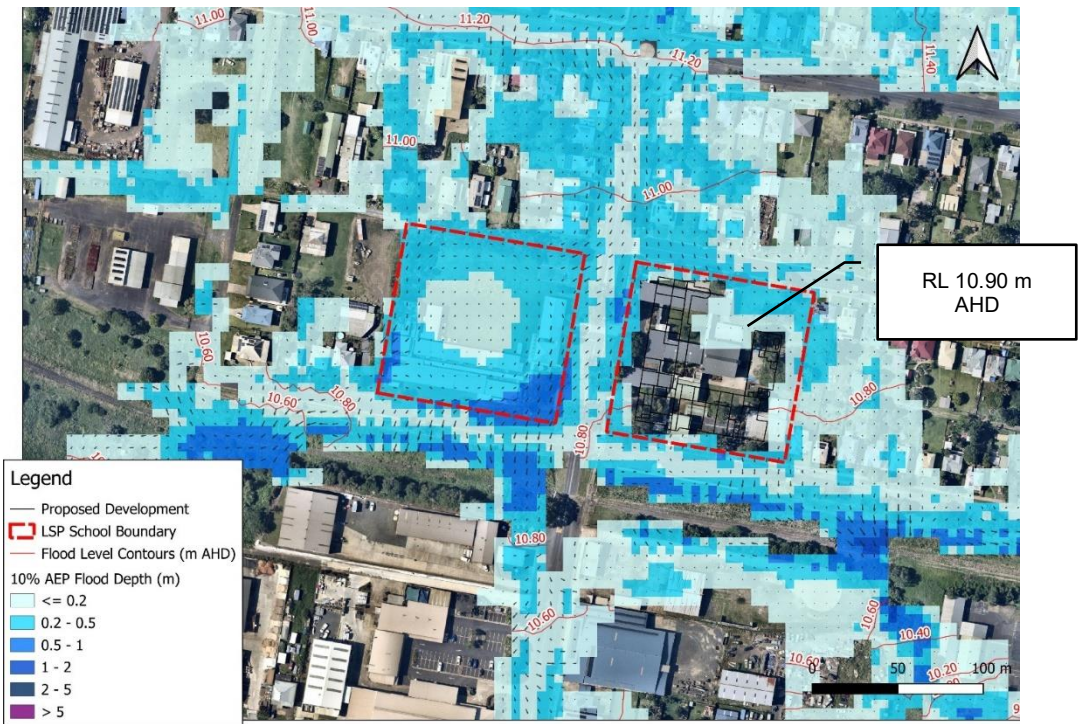 11.00
11.00
11.20
11.20
11.40
11.00
11.00
RL 10.90 m
AHD
10.60
10.60
10.80
10.80
10.80
10.80
10.60
10.60
10.60
10.40
10.20
Legend
Proposed Development
LSP School Boundary
Flood Level Contours (m AHD)
10% AEP Flood Depth (m)
<= 0.2
0.2 - 0.5
0.5 - 1
1 - 2
2 - 5
> 5
0 50 100 m